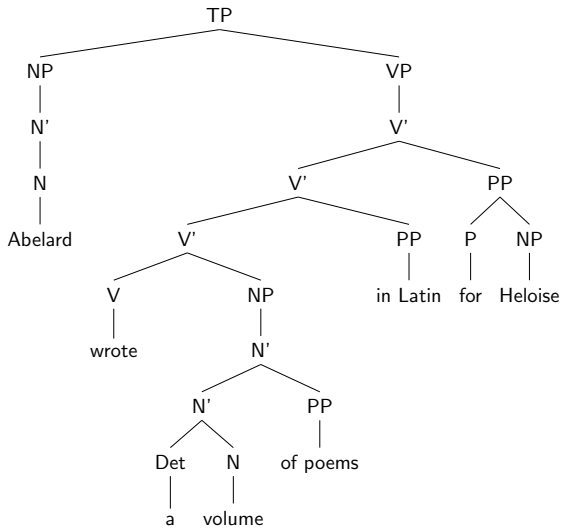 TP
NP VP
N' V'
N V' PP
Abelard V' PP P NP
V NP in Latin for Heloise
wrote N'
N' PP
Det N of poems
a volume